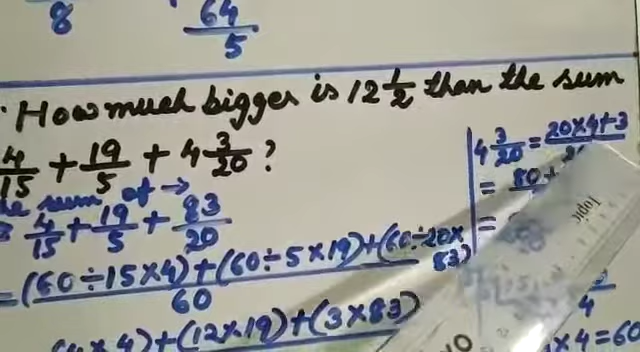 8
64
5
How much bigger is 12 1/2 than the sum
4/15 + 19/5 + 4 3/20 ?
sum of →
4/15 + 19/5 + 83/20
= (60÷15×4) + (60÷5×19) + (60÷20×83)
60
×4) + (12×19) + (3×83)
4 3/20 = 20×4+3
= 80+
=
Topic
4
×4=60